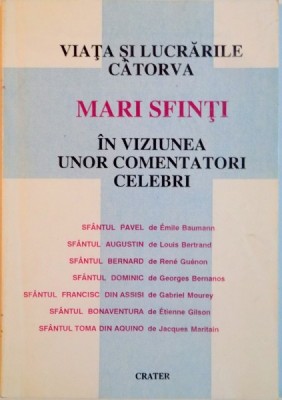 VIAȚA ȘI LUCRĂRILE
CÂTORVA
MARI SFINȚI
ÎN VIZIUNEA
UNOR COMENTATORI
CELEBRI
SFÂNTUL PAVEL de Émile Baumann
SFÂNTUL AUGUSTIN de Louis Bertrand
SFÂNTUL BERNARD de René Guénon
SFÂNTUL DOMINIC de Georges Bernanos
SFÂNTUL FRANCISC DIN ASSISI de Gabriel Mourey
SFÂNTUL BONAVENTURA de Étienne Gilson
SFÂNTUL TOMA DIN AQUINO de Jacques Maritain
CRATER